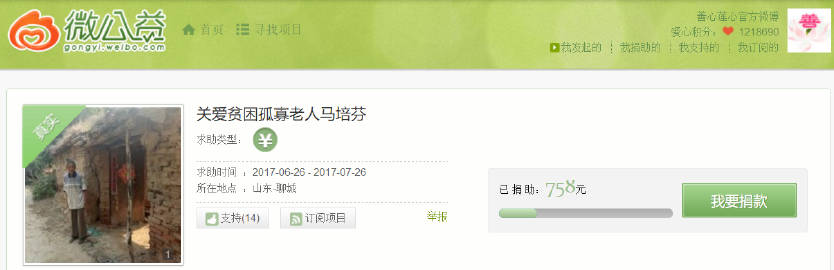 微公益
gongyi.weibo.com
首页 寻找项目
善心莲心官方微博
爱心积分: 1218690
我发起的 我捐助的 我支持的 我订阅的
善
真实
关爱贫困孤寡老人马培芬
求助类型: ¥
求助时间 : 2017-06-26 - 2017-07-26
所在地点 : 山东-聊城
支持(14) 订阅项目 举报
1
已捐助: 758元
我要捐款